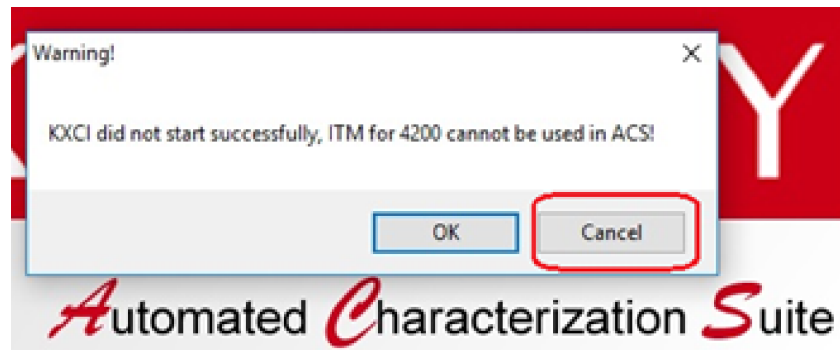 Y
Warning!
KXCI did not start successfully, ITM for 4200 cannot be used in ACS!
OK
Cancel
Automated Characterization Suite